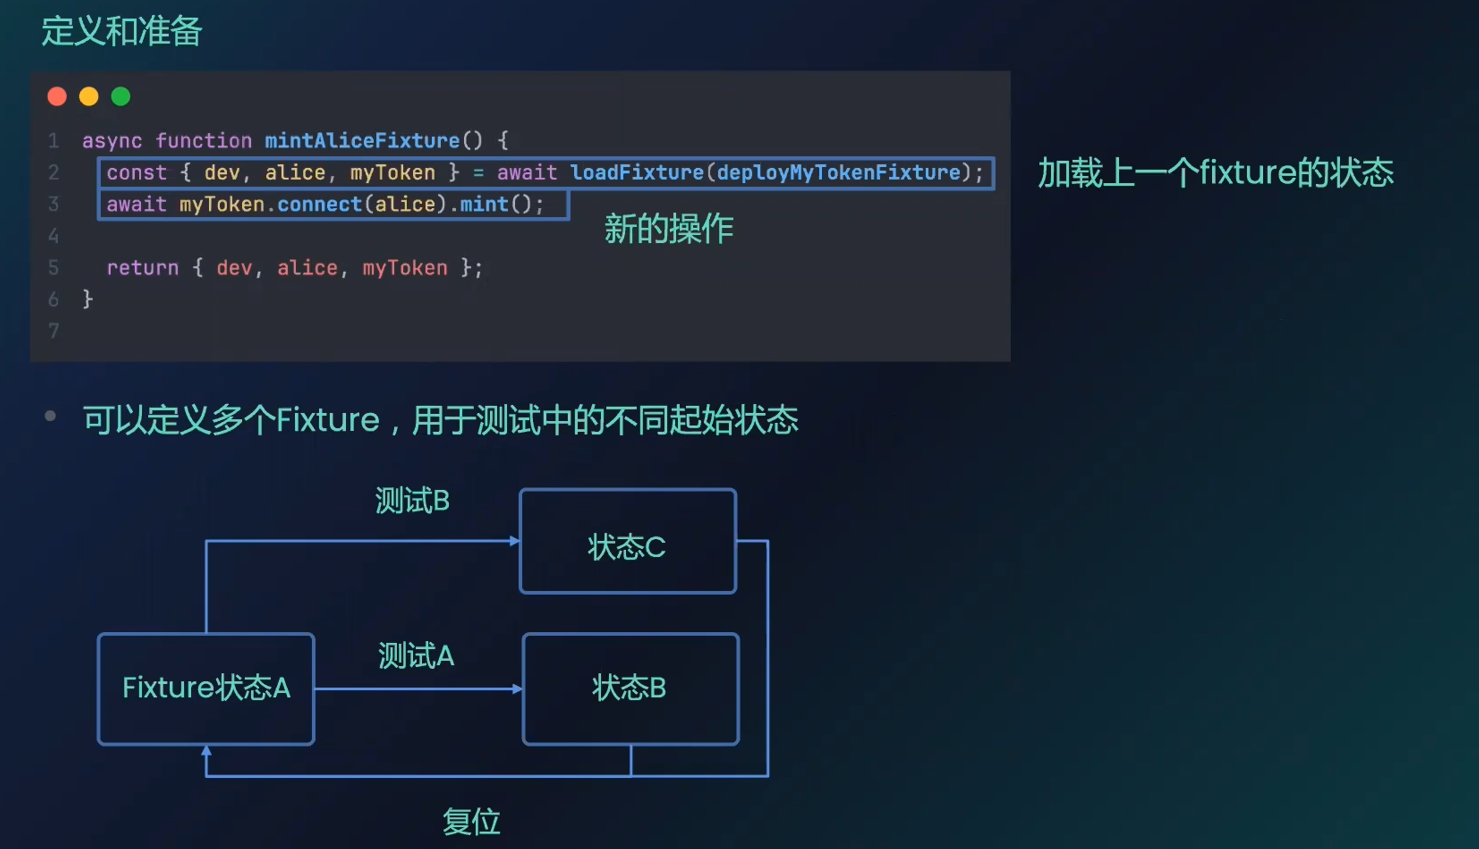 定义和准备
1 async function mintAliceFixture() {
2 const { dev, alice, myToken } = await loadFixture(deployMyTokenFixture);
加载上一个fixture的状态
3 await myToken.connect(alice).mint();
新的操作
4
5 return { dev, alice, myToken };
6 }
7
可以定义多个Fixture，用于测试中的不同起始状态
测试B
状态C
测试A
Fixture状态A
状态B
复位